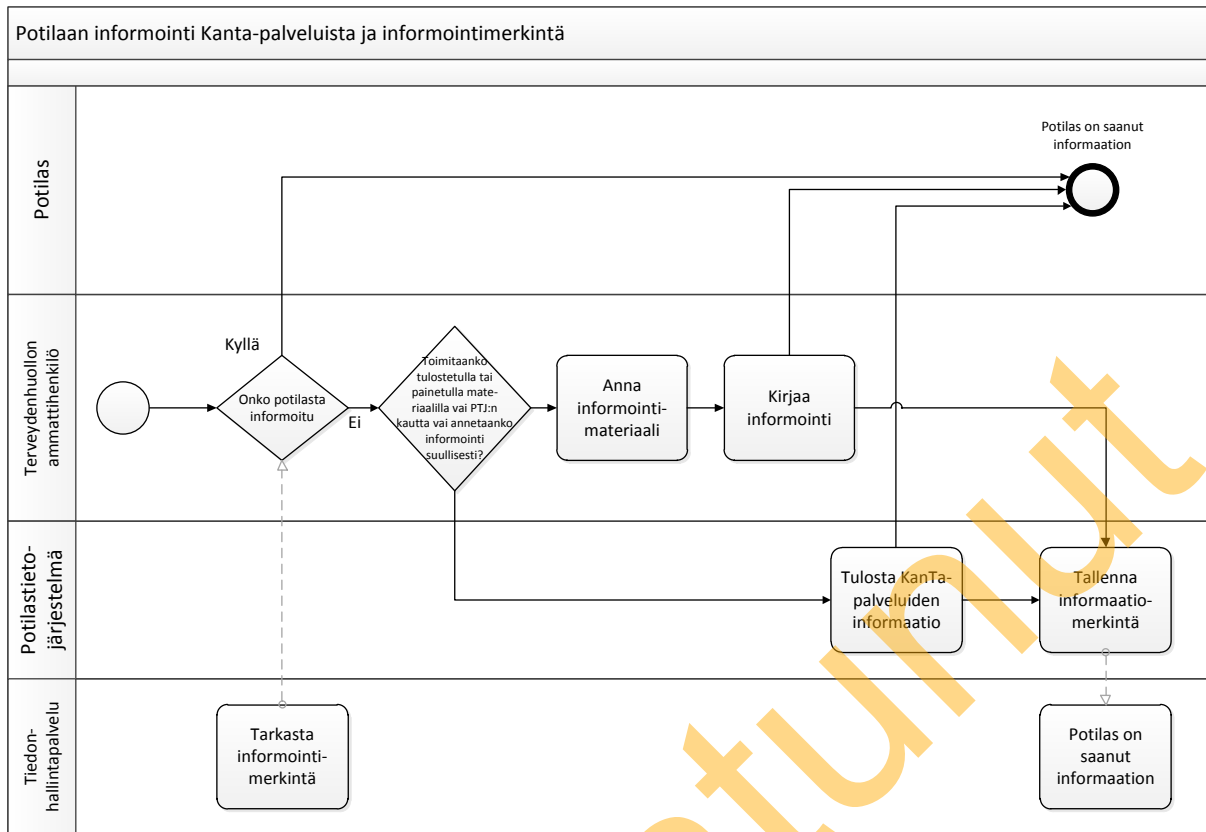 Potilaan informointi Kanta-palveluista ja informointimerkintä
Potilas
Potilas on saanut
informaation
Terveydenhuollon
ammattihenkilö
Kyllä
Onko potilasta
informoitu
Ei
Toimitaanko
tulostetulla tai
painetulla mate-
riaalilla vai PTJ:n
kautta vai annetaanko
informointi
suullisesti?
Anna
informointi-
materiaali
Kirjaa
informointi
Potilastieto-
järjestelmä
Tulosta KanTa-
palveluiden
informaatio
Tallenna
informaatio-
merkintä
Tiedon-
hallintapalvelu
Tarkasta
informointi-
merkintä
Potilas on
saanut
informaation